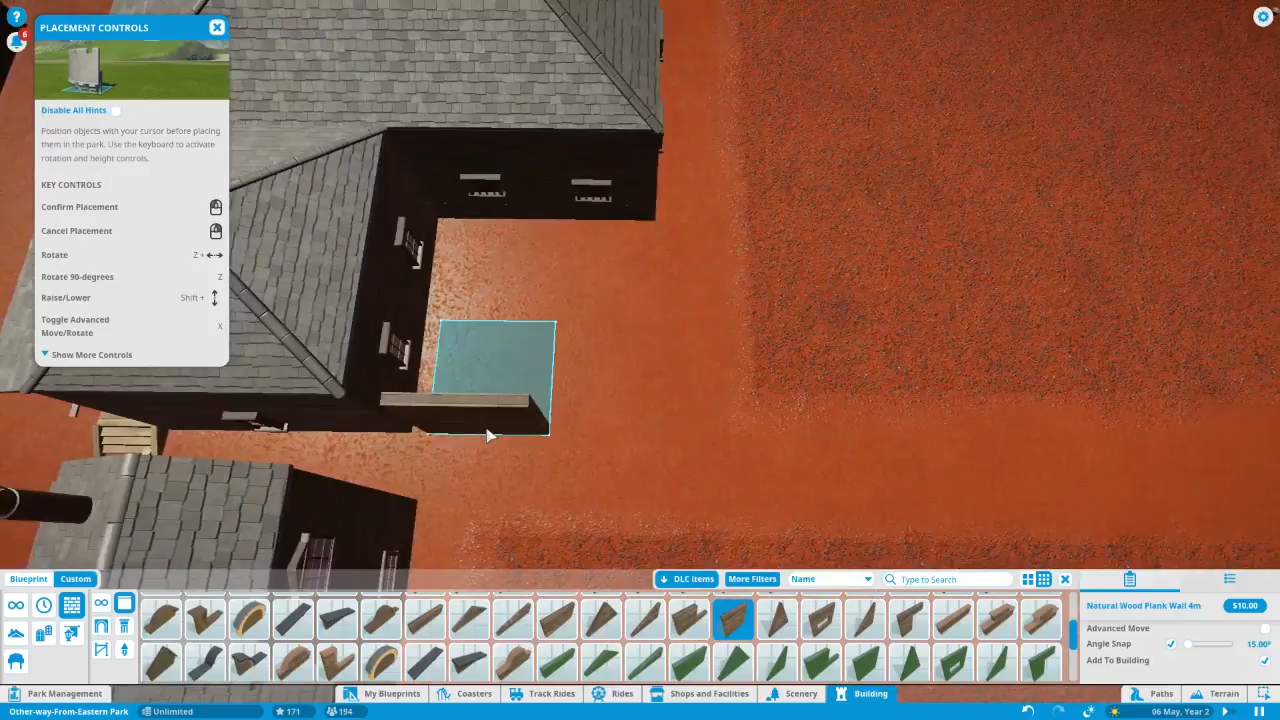 ?
6
PLACEMENT CONTROLS
Disable All Hints
Position objects with your cursor before placing
them in the park. Use the keyboard to activate
rotation and height controls.
KEY CONTROLS
Confirm Placement
Cancel Placement
Rotate Z +
Rotate 90-degrees Z
Raise/Lower Shift +
Toggle Advanced
Move/Rotate X
Show More Controls
Blueprint Custom DLC Items More Filters Name Type to Search
Natural Wood Plank Wall 4m $10.00
Advanced Move
Angle Snap 15.00°
Add To Building
Park Management My Blueprints Coasters Track Rides Rides Shops and Facilities Scenery Building Paths Terrain
Other-way-From-Eastern Park Unlimited 171 194 06 May, Year 2